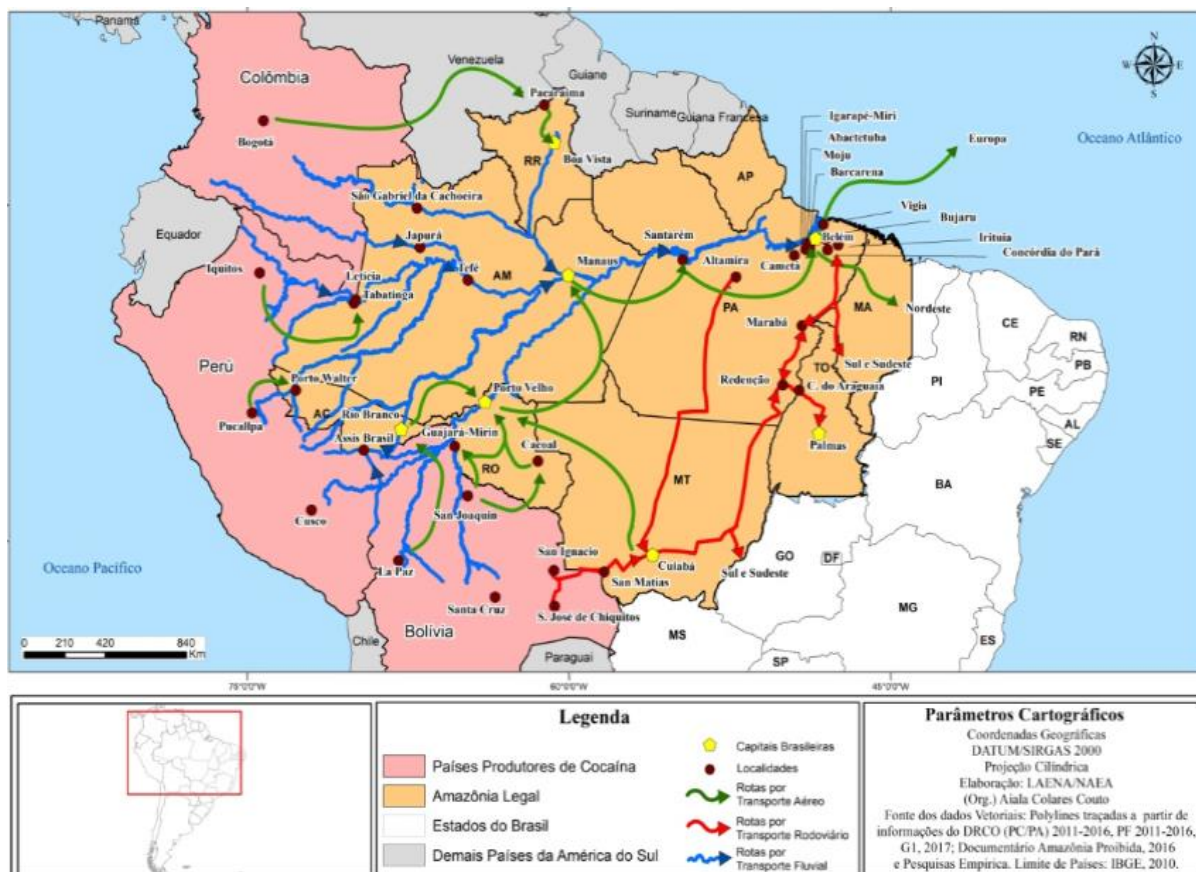 Panamá
Venezuela
Colômbia
Guiane
Pacaraima
Suriname
Guiana Francesa
Igarapé-Miri
Abaetetuba
Moju
Barcarena
Europa
Oceano Atlântico
Bogotá
RR
Boa Vista
AP
Vigia
Bujaru
Irituia
Concórdia do Pará
São Gabriel da Cachoeira
Equador
Japurá
Santarém
Belém
Altamira
Cametá
Iquitos
Letícia
Tefé
Manaus
Tabatinga
AM
PA
MA
Nordeste
CE
RN
PB
Marabá
Perú
Sul e Sudeste
PI
PE
Porto Walter
Porto Velho
Redenção
TO
C. do Araguaia
AL
SE
AC
Rio Branco
Pucallpa
Assis Brasil
Guajará-Mirin
Cacoal
Palmas
RO
MT
BA
Cusco
San Joaquin
Oceano Pacífico
San Ignacio
Cuiabá
GO
DF
La Paz
San Matias
Sul e Sudeste
Santa Cruz
S. José de Chiquitos
MG
Bolívia
MS
ES
Chile
Paraguai
SP
0 210 420 840
Km
75°0'0"W
60°0'0"W
45°0'0"W
N
W
E
S
Legenda
Países Produtores de Cocaína
Amazônia Legal
Estados do Brasil
Demais Países da América do Sul
Capitais Brasileiras
Localidades
Rotas por
Transporte Aéreo
Rotas por
Transporte Rodoviário
Rotas por
Transporte Fluvial
Parâmetros Cartográficos
Coordenadas Geográficas
DATUM/SIRGAS 2000
Projeção Cilíndrica
Elaboração: LAENA/NAEA
(Org.) Aiala Colares Couto
Fonte dos dados Vetoriais: Polylines traçadas a partir de
informações do DRCO (PC/PA) 2011-2016, PF 2011-2016,
G1, 2017; Documentário Amazônia Proibida, 2016
e Pesquisas Empírica. Limite de Países: IBGE, 2010.